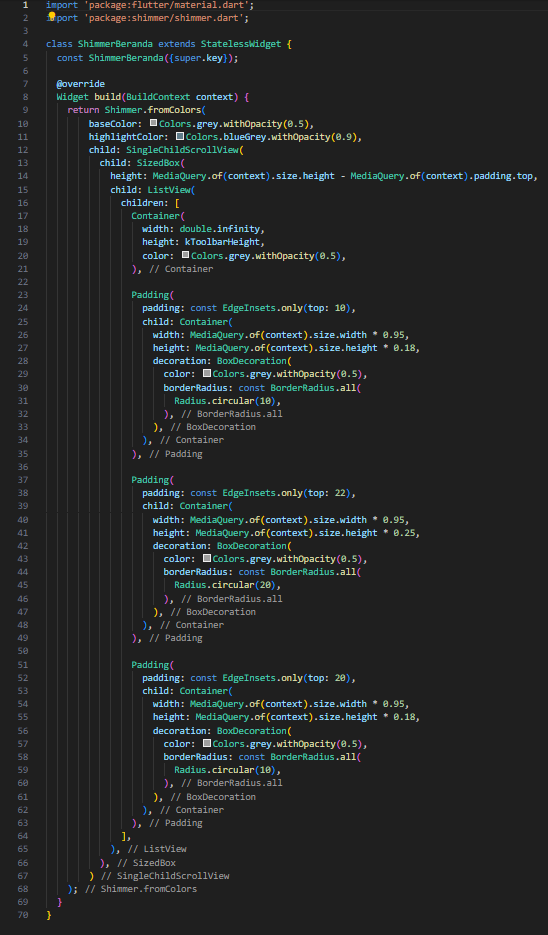 1 import 'package:flutter/material.dart';
2 import 'package:shimmer/shimmer.dart';
3
4 class ShimmerBeranda extends StatelessWidget {
5   const ShimmerBeranda({super.key});
6
7   @override
8   Widget build(BuildContext context) {
9     return Shimmer.fromColors(
10         baseColor: Colors.grey.withOpacity(0.5),
11         highlightColor: Colors.blueGrey.withOpacity(0.9),
12         child: SingleChildScrollView(
13           child: SizedBox(
14             height: MediaQuery.of(context).size.height - MediaQuery.of(context).padding.top,
15             child: ListView(
16               children: [
17                 Container(
18                   width: double.infinity,
19                   height: kToolbarHeight,
20                   color: Colors.grey.withOpacity(0.5),
21                 ), // Container
22
23                 Padding(
24                   padding: const EdgeInsets.only(top: 10),
25                   child: Container(
26                     width: MediaQuery.of(context).size.width * 0.95,
27                     height: MediaQuery.of(context).size.height * 0.18,
28                     decoration: BoxDecoration(
29                       color: Colors.grey.withOpacity(0.5),
30                       borderRadius: const BorderRadius.all(
31                         Radius.circular(10),
32                       ), // BorderRadius.all
33                     ), // BoxDecoration
34                   ), // Container
35                 ), // Padding
36
37                 Padding(
38                   padding: const EdgeInsets.only(top: 22),
39                   child: Container(
40                     width: MediaQuery.of(context).size.width * 0.95,
41                     height: MediaQuery.of(context).size.height * 0.25,
42                     decoration: BoxDecoration(
43                       color: Colors.grey.withOpacity(0.5),
44                       borderRadius: const BorderRadius.all(
45                         Radius.circular(20),
46                       ), // BorderRadius.all
47                     ), // BoxDecoration
48                   ), // Container
49                 ), // Padding
50
51                 Padding(
52                   padding: const EdgeInsets.only(top: 20),
53                   child: Container(
54                     width: MediaQuery.of(context).size.width * 0.95,
55                     height: MediaQuery.of(context).size.height * 0.18,
56                     decoration: BoxDecoration(
57                       color: Colors.grey.withOpacity(0.5),
58                       borderRadius: const BorderRadius.all(
59                         Radius.circular(10),
60                       ), // BorderRadius.all
61                     ), // BoxDecoration
62                   ), // Container
63                 ), // Padding
64               ],
65             ), // ListView
66           ), // SizedBox
67         ) // SingleChildScrollView
68     ); // Shimmer.fromColors
69   }
70 }